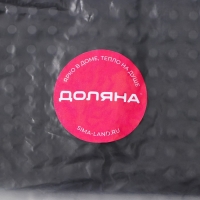 ЯРКО В ДОМЕ, ТЕПЛО НА ДУШЕ
ДОЛЯНА
SIMA-LAND.RU